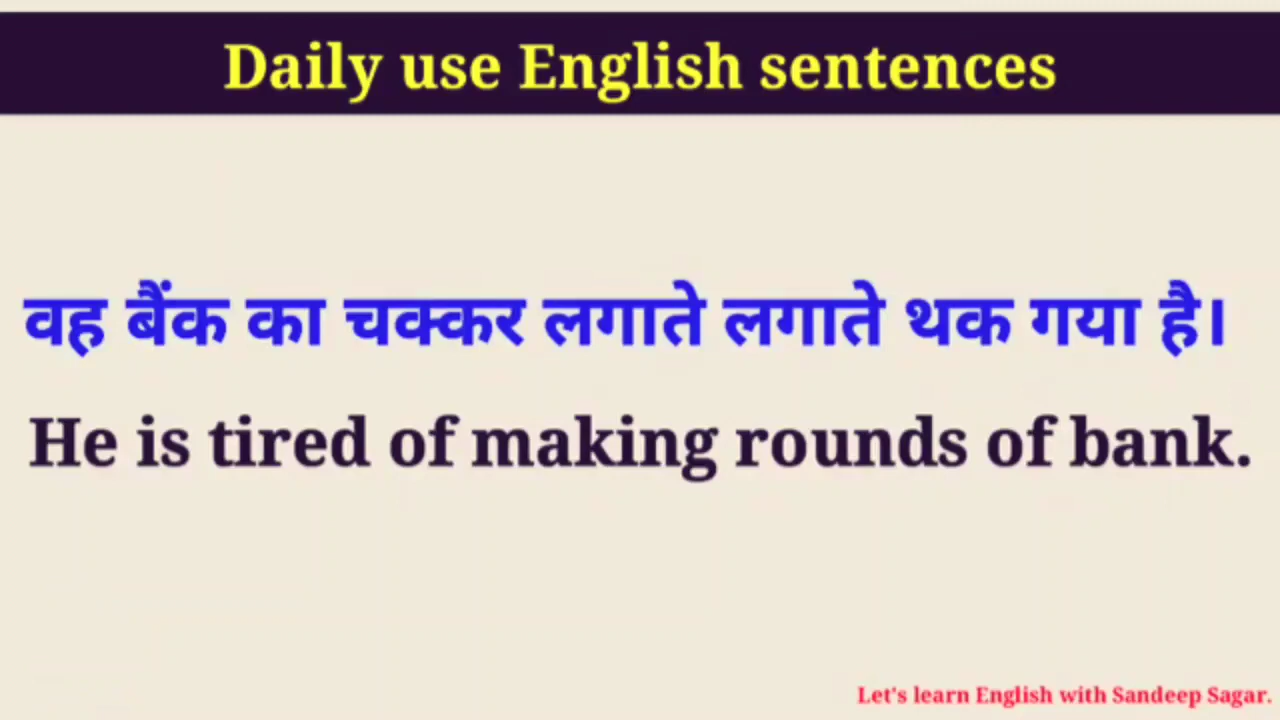 Daily use English sentences
वह बैंक का चक्कर लगाते लगाते थक गया है।
He is tired of making rounds of bank.
Let's learn English with Sandeep Sagar.